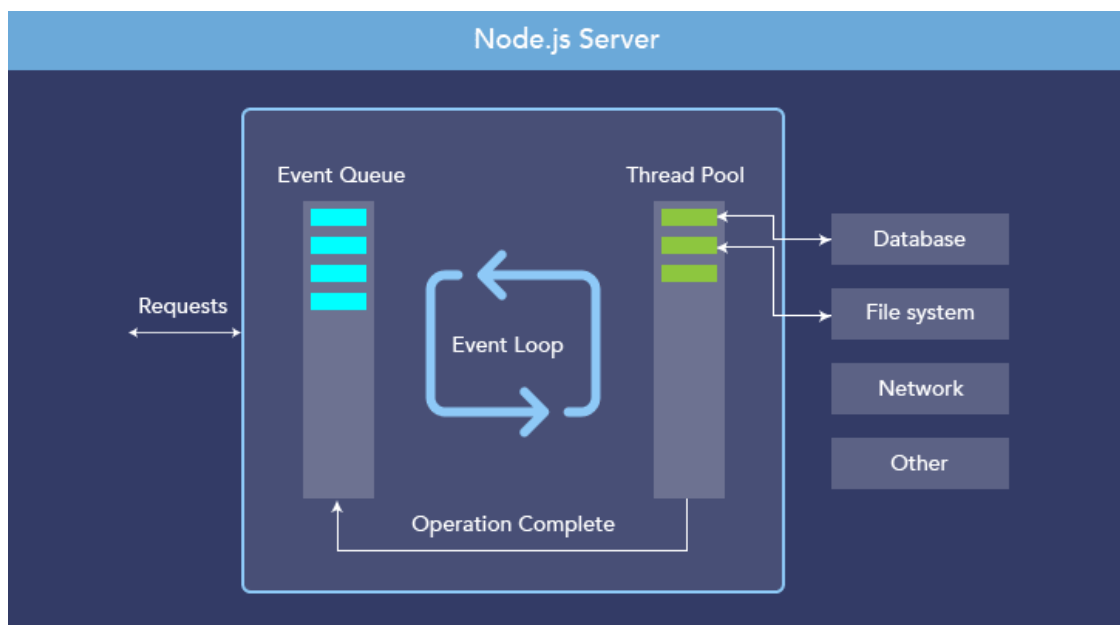 Node.js Server
Event Queue
Thread Pool
Database
Requests
File system
Event Loop
Network
Other
Operation Complete